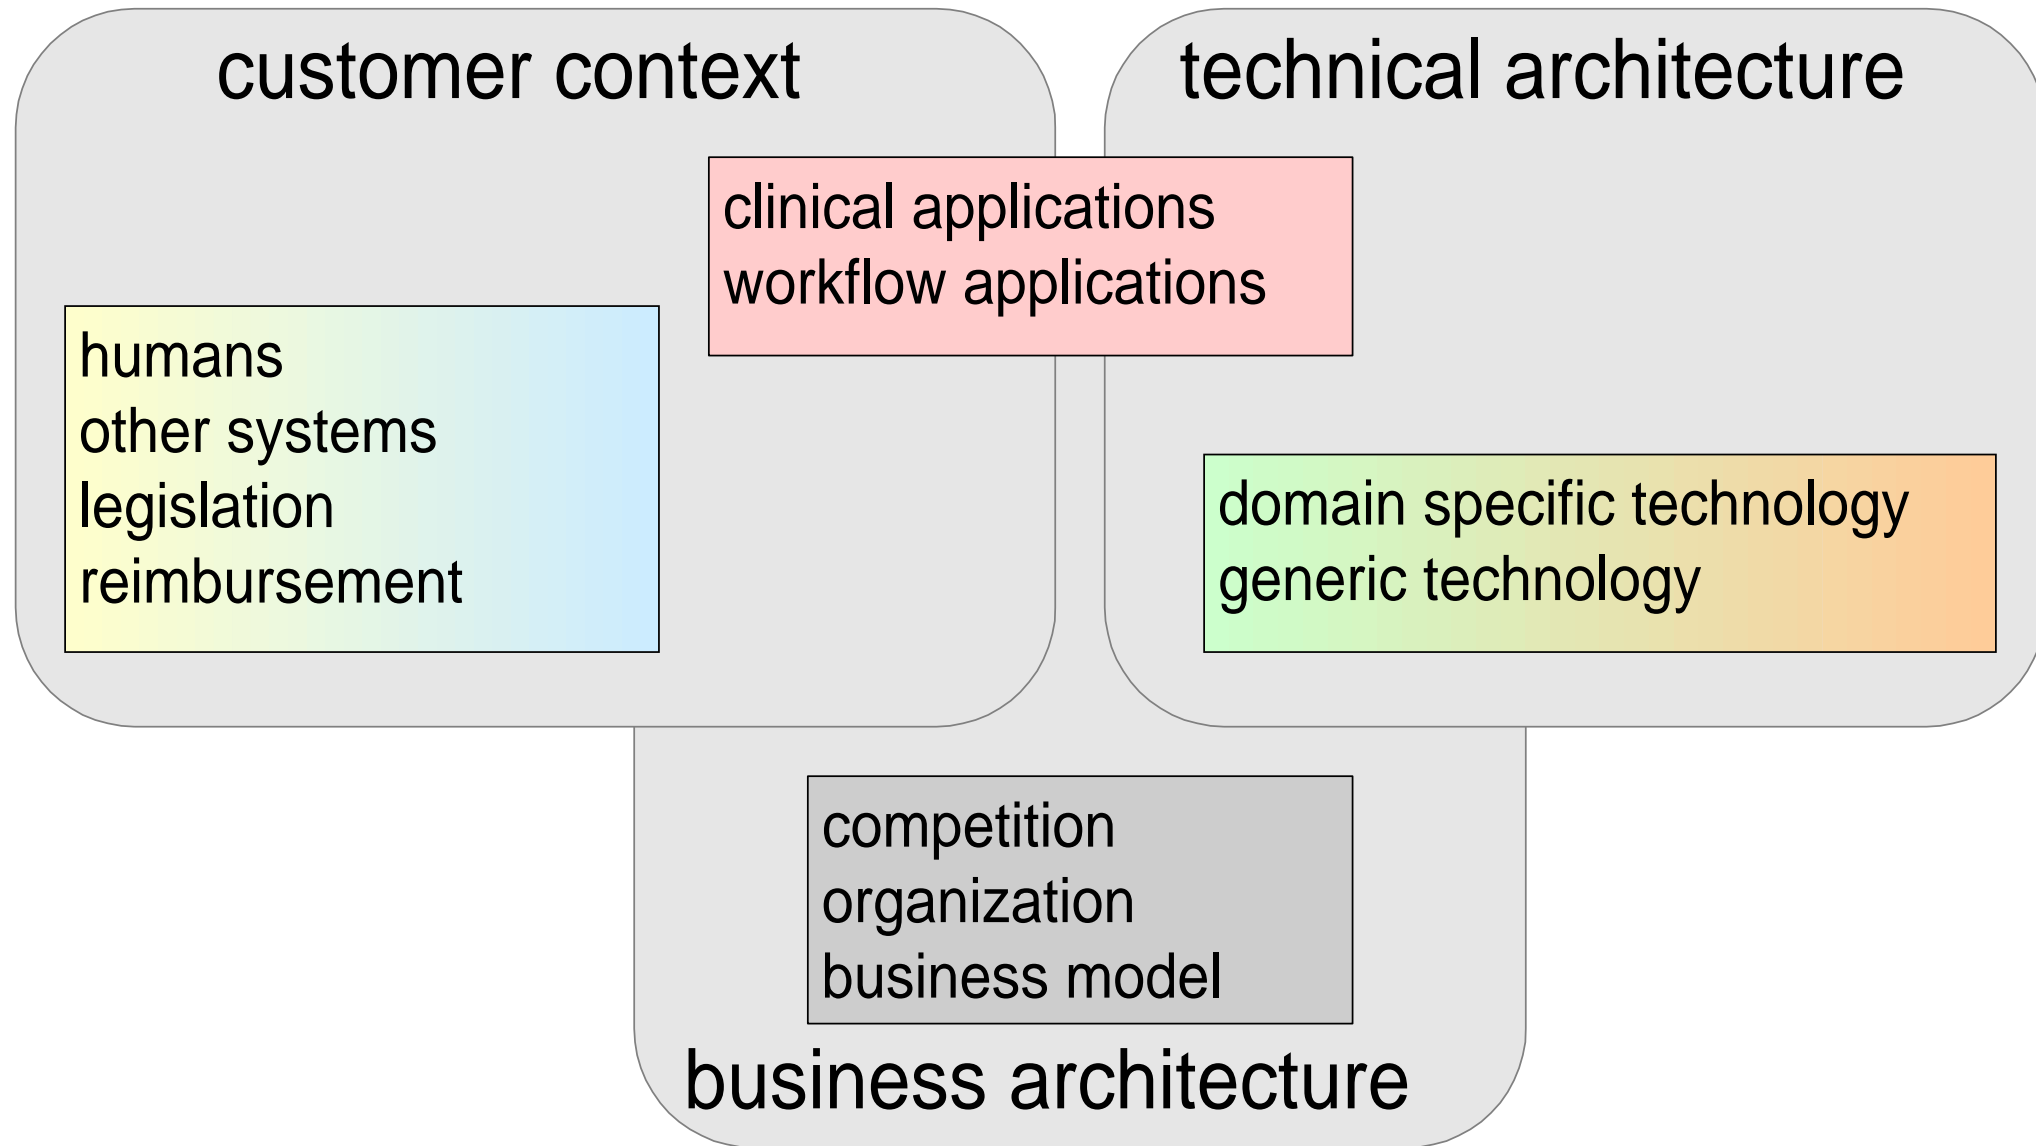 customer context
technical architecture
clinical applications
workflow applications
humans
other systems
legislation
reimbursement
domain specific technology
generic technology
competition
organization
business model
business architecture